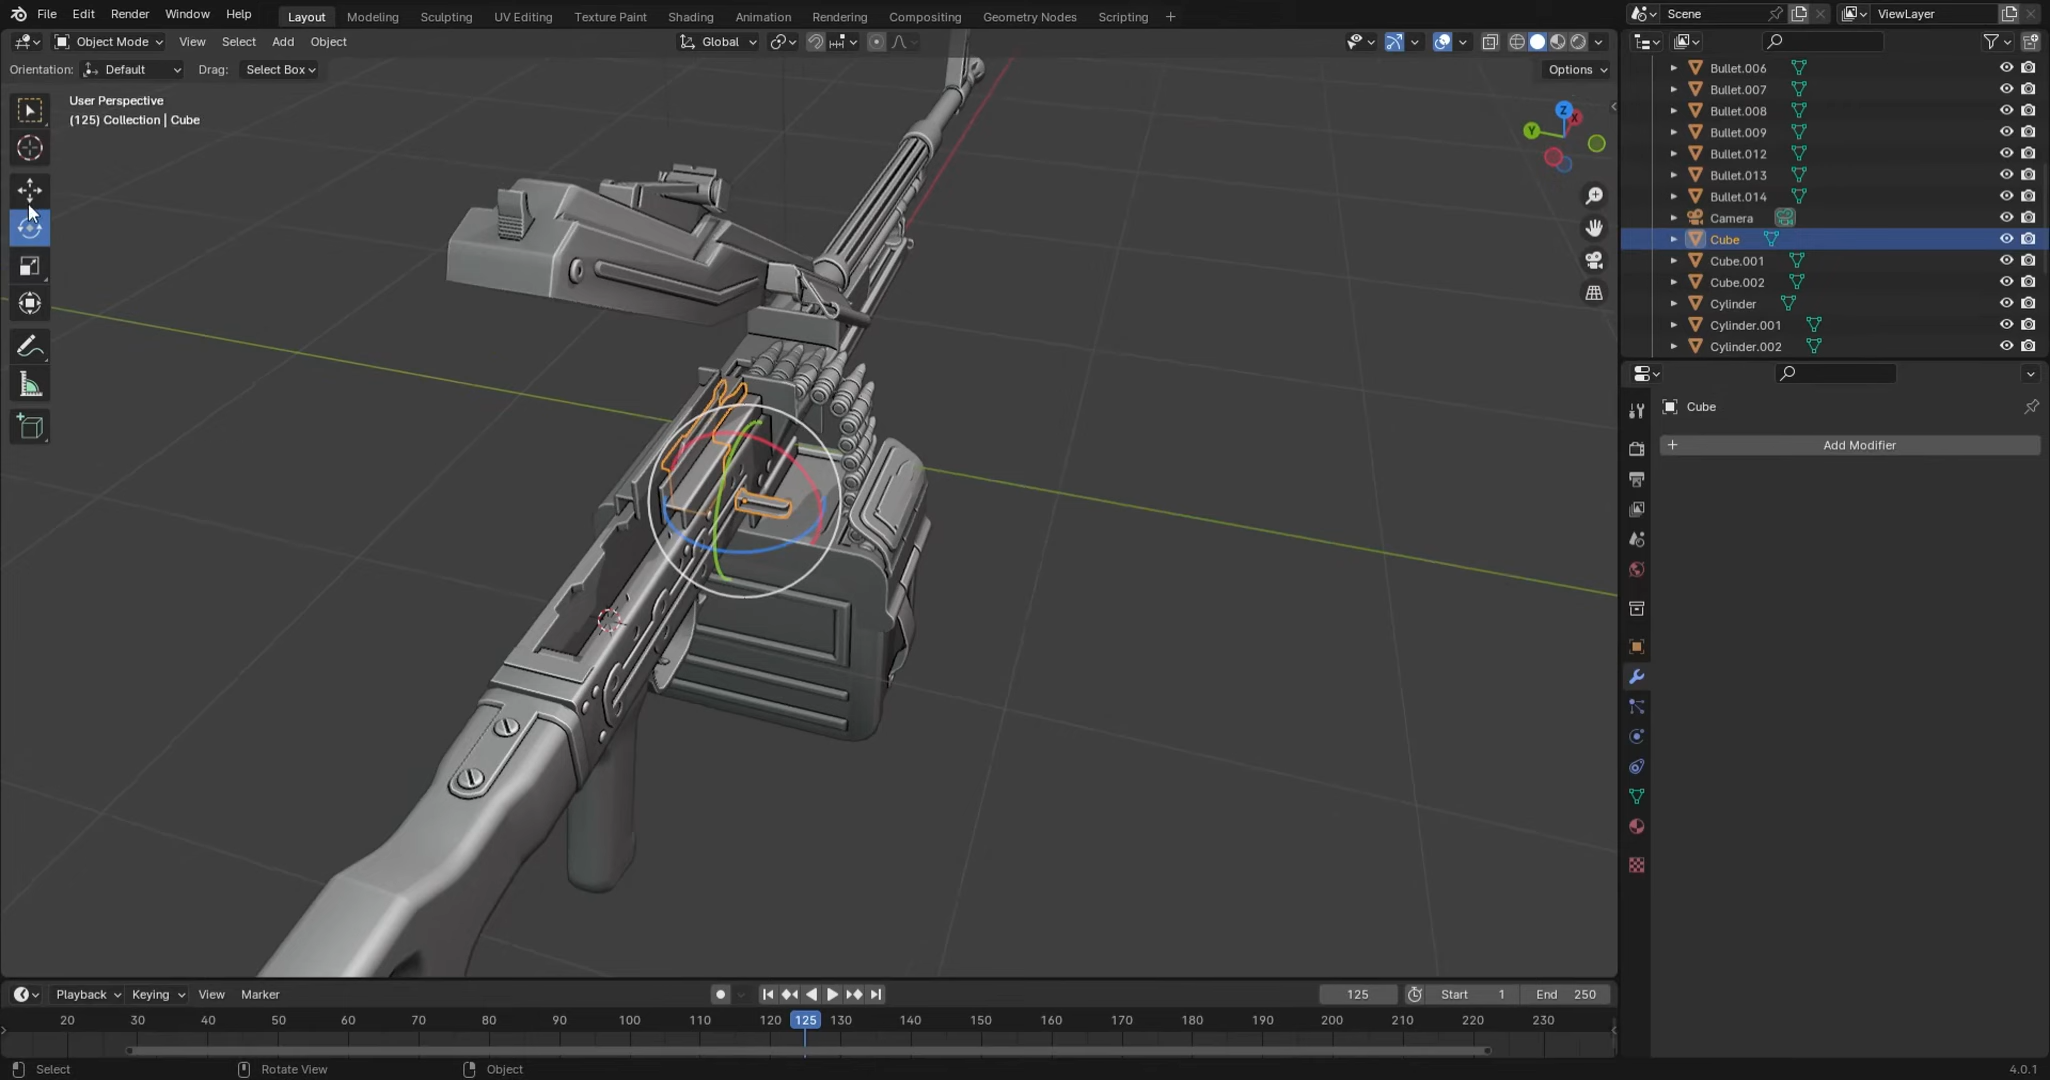 File Edit Render Window Help Layout Modeling Sculpting UV Editing Texture Paint Shading Animation Rendering Compositing Geometry Nodes Scripting + Scene ViewLayer
Object Mode View Select Add Object Global
Orientation: Default Drag: Select Box Options
User Perspective
(125) Collection | Cube
Z
X
Y
Bullet.006
Bullet.007
Bullet.008
Bullet.009
Bullet.012
Bullet.013
Bullet.014
Camera
Cube
Cube.001
Cube.002
Cylinder
Cylinder.001
Cylinder.002
Cube
+ Add Modifier
Playback Keying View Marker 125 Start 1 End 250
20 30 40 50 60 70 80 90 100 110 120 125 130 140 150 160 170 180 190 200 210 220 230
Select Rotate View Object 4.0.1